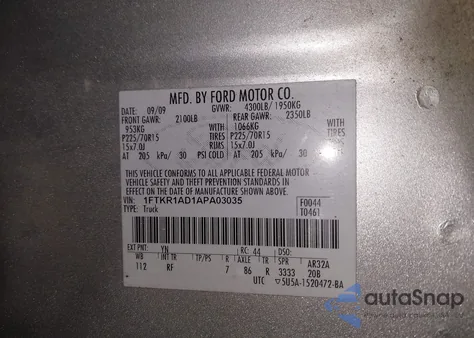 MFD. BY FORD MOTOR CO.
DATE: 09/09 GVWR: 4300LB/ 1950KG
FRONT GAWR: 2100LB REAR GAWR: 2350LB
953KG WITH 1066KG WITH
P225/70R15 TIRES P225/70R15 TIRES
15x7.0J RIMS 15x7.0J RIMS
AT 205 kPa/ 30 PSI COLD AT 205 kPa/ 30
THIS VEHICLE CONFORMS TO ALL APPLICABLE FEDERAL MOTOR
VEHICLE SAFETY AND THEFT PREVENTION STANDARDS IN
EFFECT ON THE DATE OF MANUFACTURE SHOWN ABOVE.
VIN: 1FTKR1AD1APA03035 F0044
TYPE: Truck T0461
EXT PNT: YN RC: 44 DSO:
WB INT TR TP/PS R AXLE TR SPR AR32A
112 RF 7 86 R 3333 20B
UTC ▽5U5A-1520472-BA
autoSnap